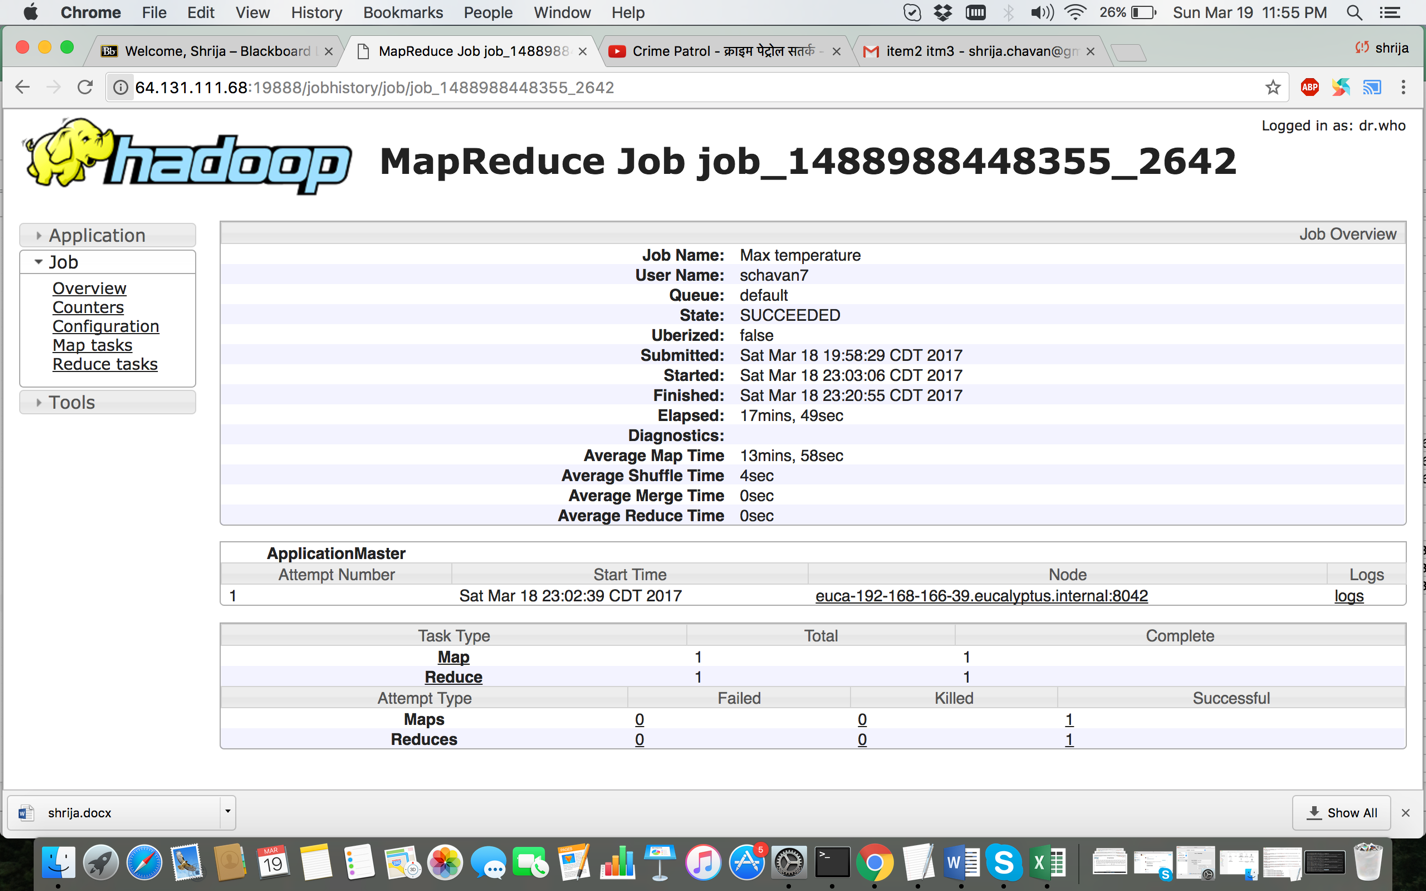 Chrome File Edit View History Bookmarks People Window Help 26% Sun Mar 19 11:55 PM
Bb Welcome, Shrija – Blackboard MapReduce Job job_1488988 Crime Patrol - क्राइम पेट्रोल सतर्क - item2 itm3 - shrija.chavan@gm shrija
64.131.111.68:19888/jobhistory/job/job_1488988448355_2642 ABP
Logged in as: dr.who
hadoop MapReduce Job job_1488988448355_2642
Application
Job
Overview
Counters
Configuration
Map tasks
Reduce tasks
Tools
Job Overview
Job Name: Max temperature
User Name: schavan7
Queue: default
State: SUCCEEDED
Uberized: false
Submitted: Sat Mar 18 19:58:29 CDT 2017
Started: Sat Mar 18 23:03:06 CDT 2017
Finished: Sat Mar 18 23:20:55 CDT 2017
Elapsed: 17mins, 49sec
Diagnostics:
Average Map Time 13mins, 58sec
Average Shuffle Time 4sec
Average Merge Time 0sec
Average Reduce Time 0sec
ApplicationMaster
Attempt Number Start Time Node Logs
1 Sat Mar 18 23:02:39 CDT 2017 euca-192-168-166-39.eucalyptus.internal:8042 logs
Task Type Total Complete
Map 1 1
Reduce 1 1
Attempt Type Failed Killed Successful
Maps 0 0 1
Reduces 0 0 1
shrija.docx Show All
MAR
19
5